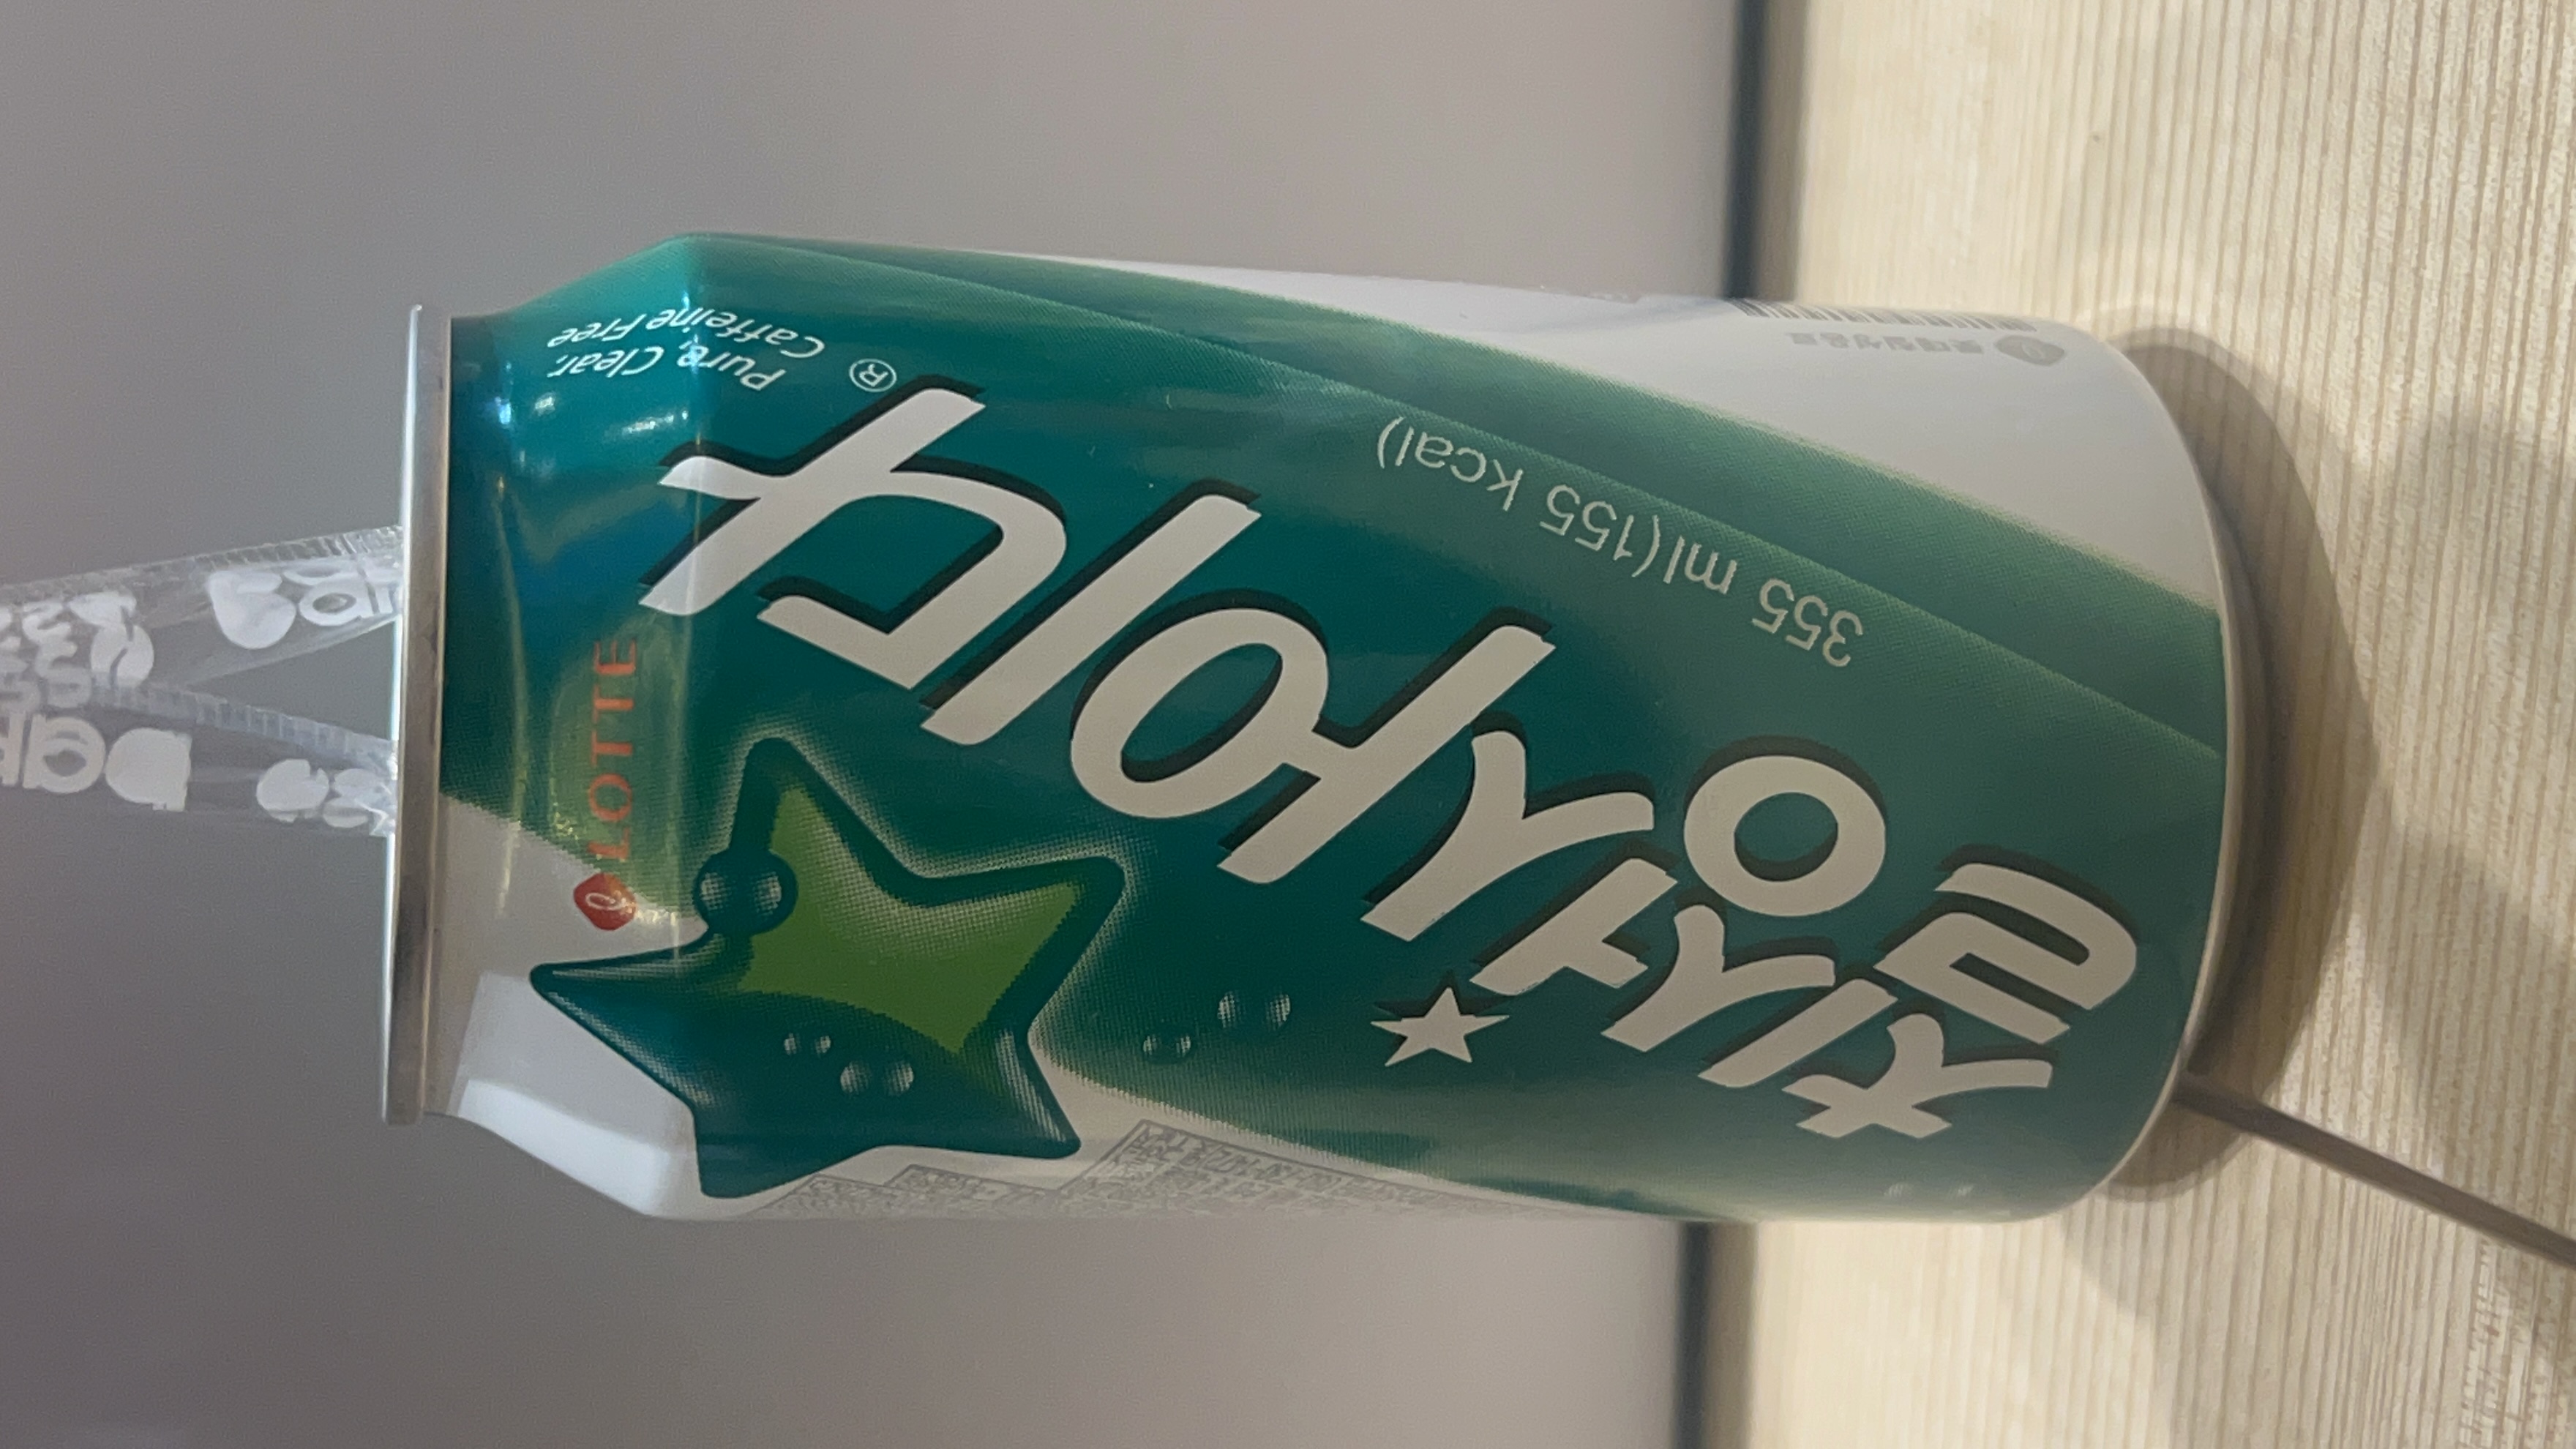 LOTTE
Pure, Clear,
Caffeine Free
칠성사이다
®
355 ml(155 kcal)